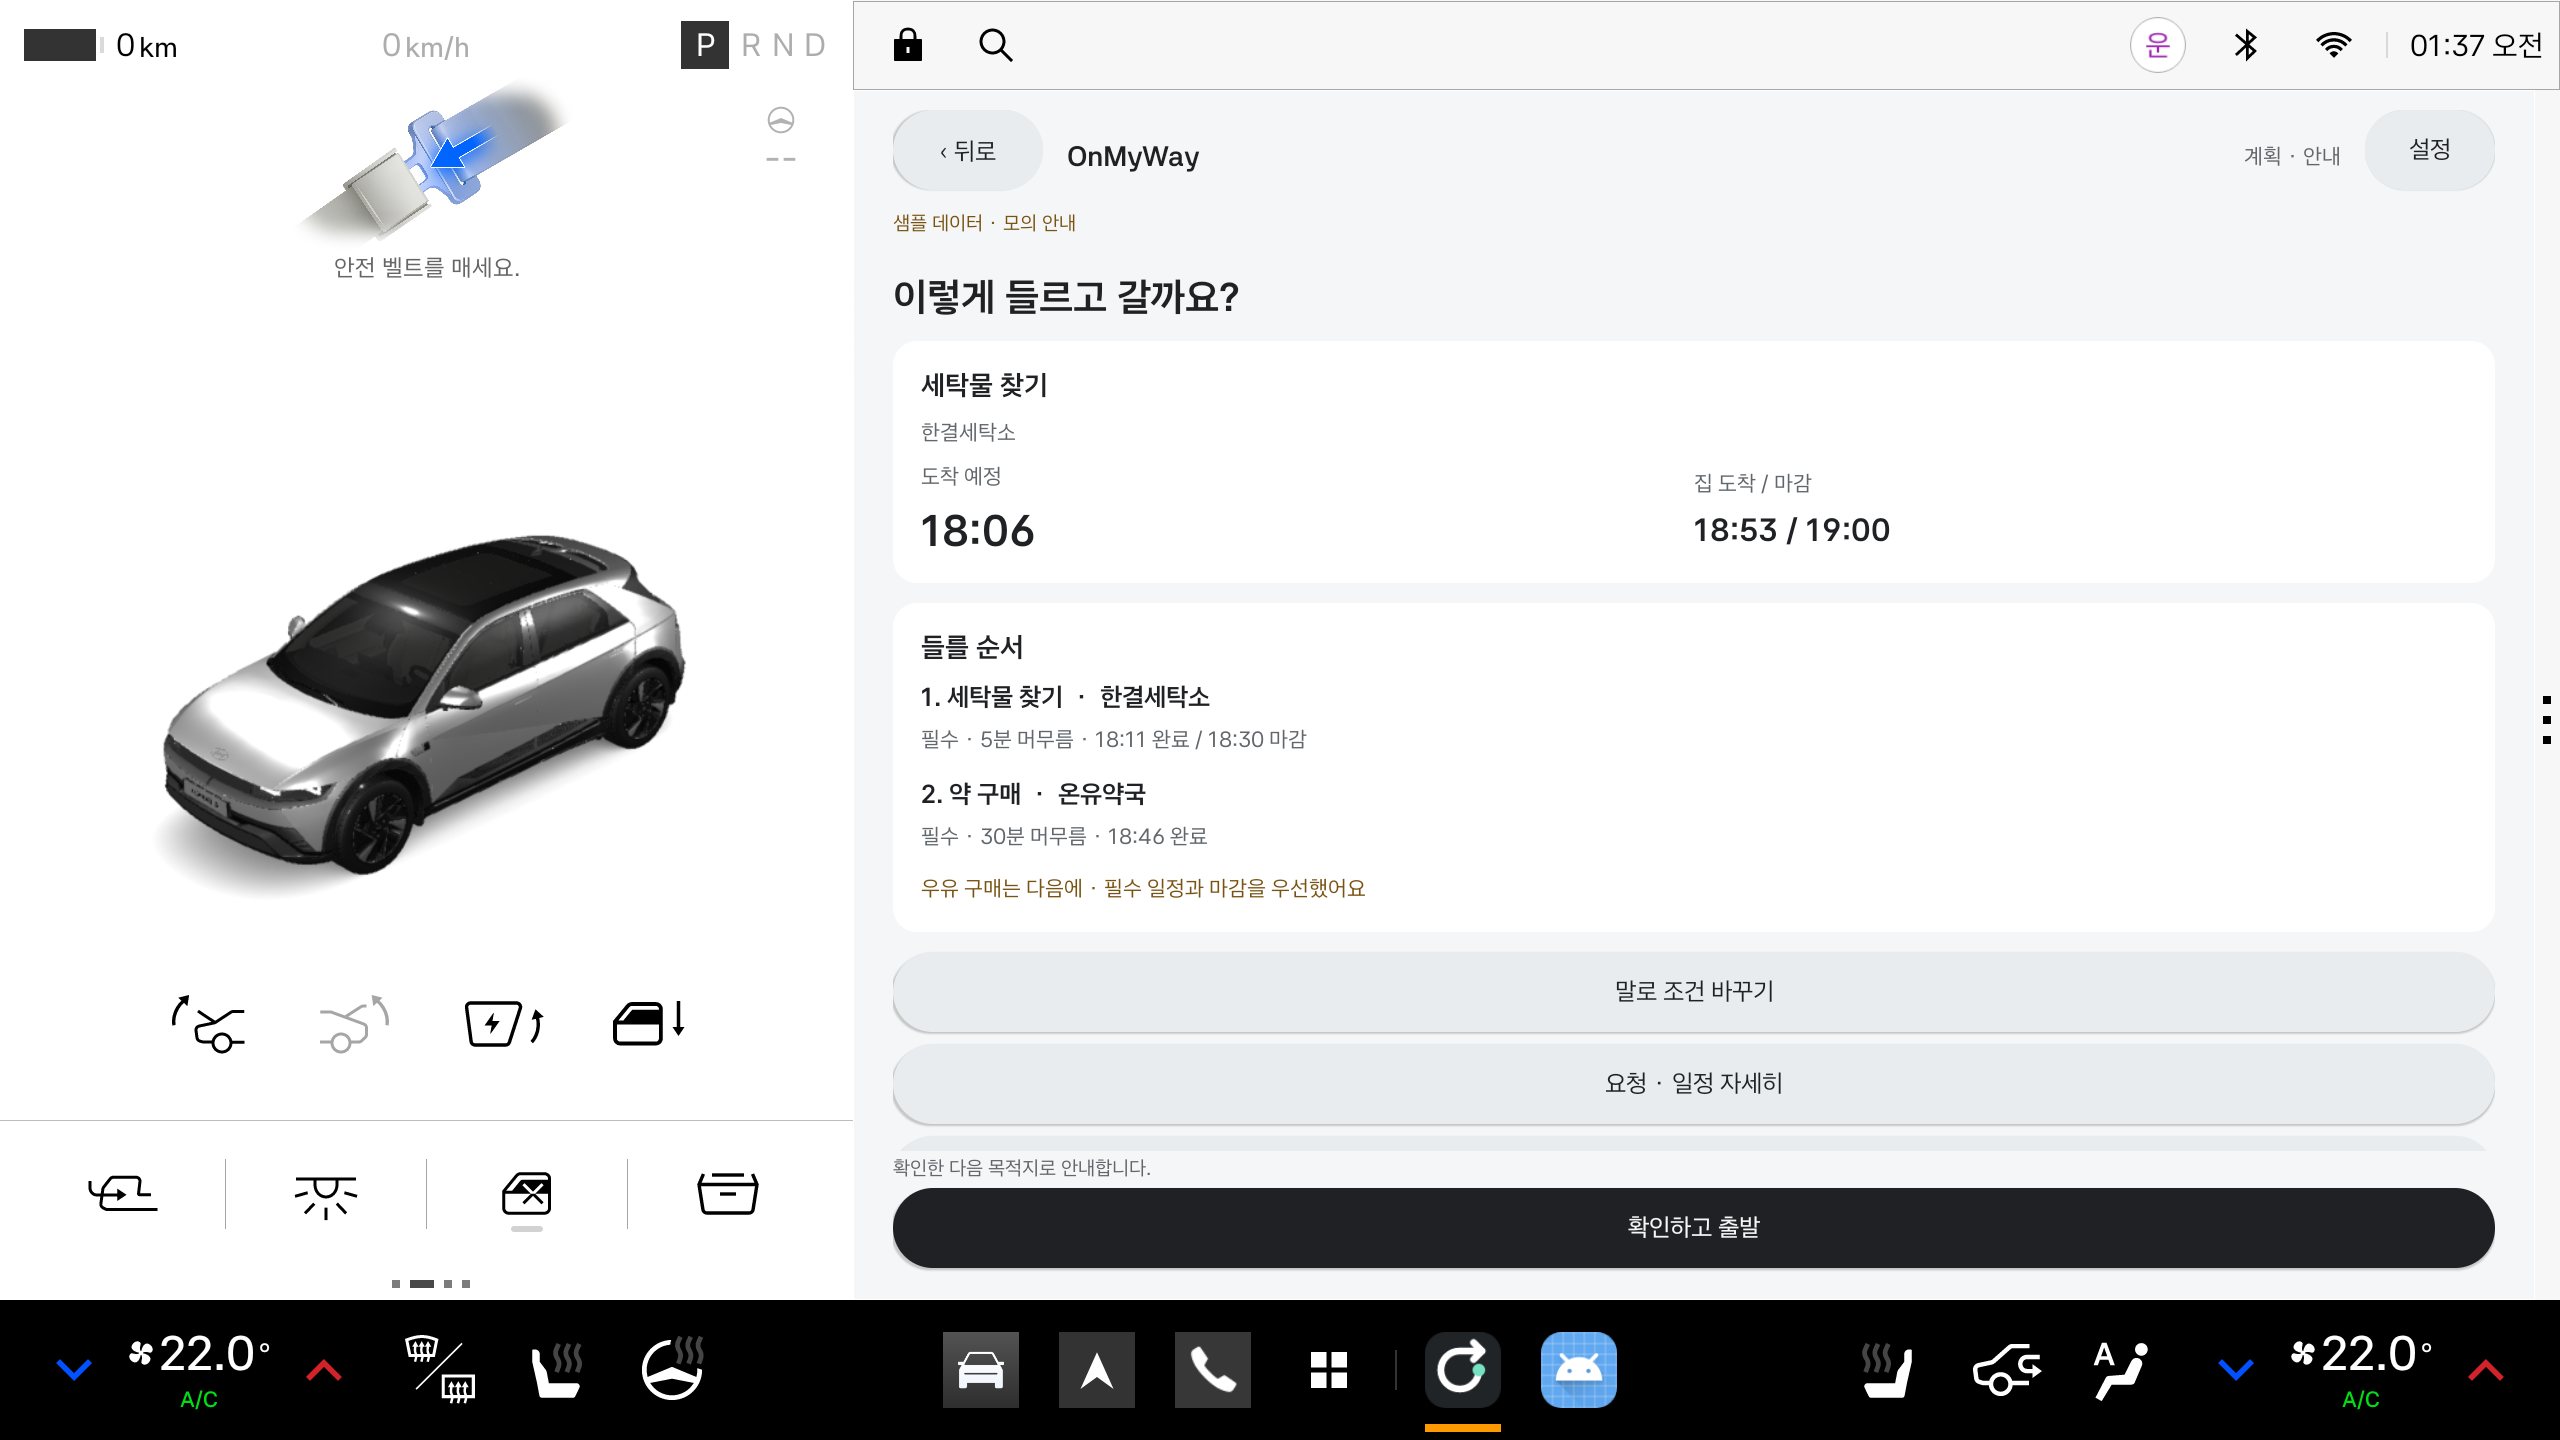 0 km
0 km/h
P R N D
운
01:37 오전
안전 벨트를 매세요.
‹ 뒤로
OnMyWay
계획 · 안내
설정
샘플 데이터 · 모의 안내
이렇게 들르고 갈까요?
세탁물 찾기
한결세탁소
도착 예정
18:06
집 도착 / 마감
18:53 / 19:00
들를 순서
1. 세탁물 찾기 · 한결세탁소
필수 · 5분 머무름 · 18:11 완료 / 18:30 마감
2. 약 구매 · 온유약국
필수 · 30분 머무름 · 18:46 완료
우유 구매는 다음에 · 필수 일정과 마감을 우선했어요
말로 조건 바꾸기
요청 · 일정 자세히
확인한 다음 목적지로 안내합니다.
확인하고 출발
22.0°
A/C
A
22.0°
A/C